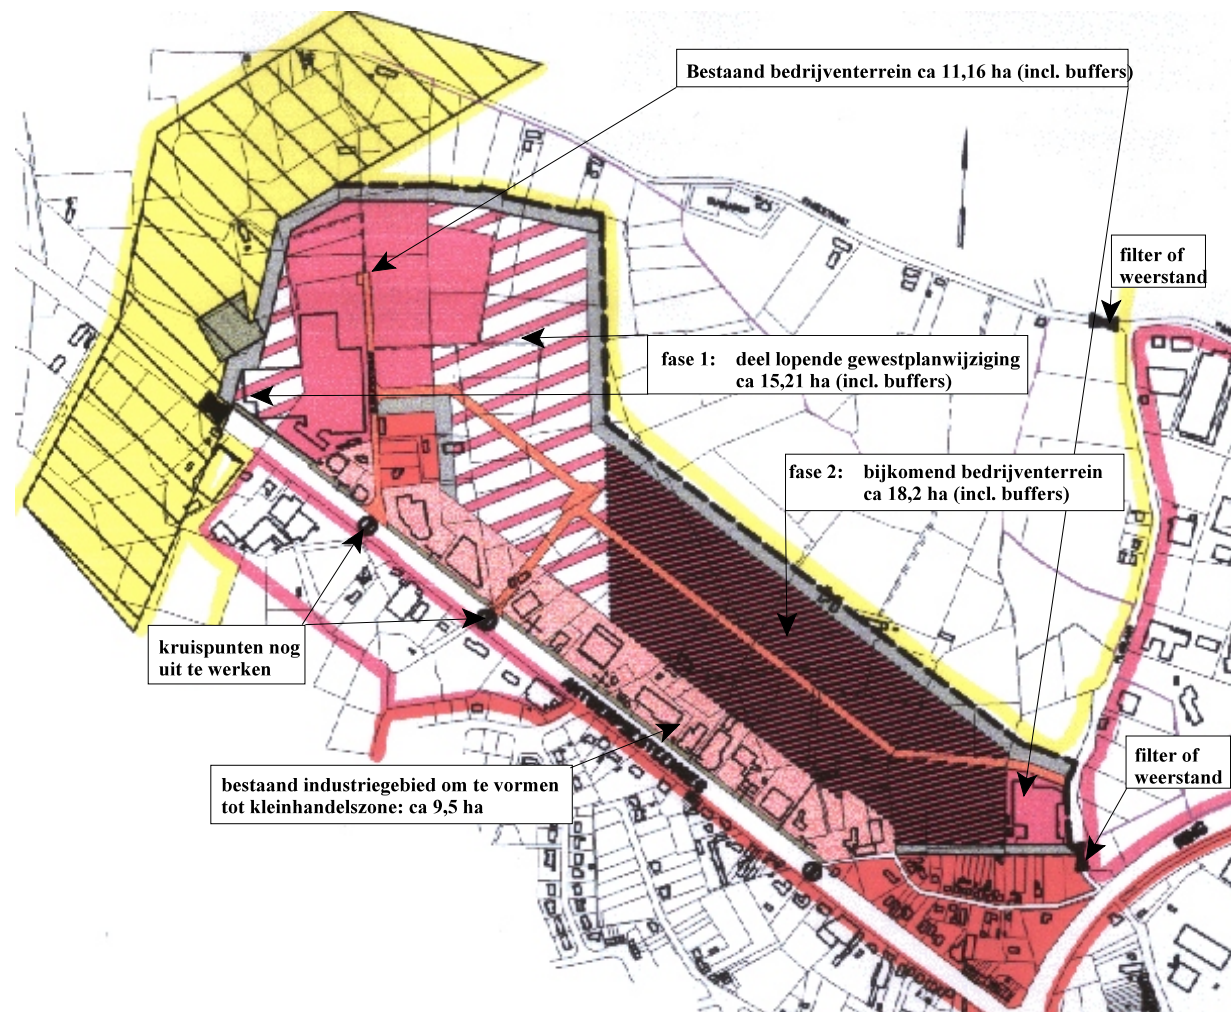 Bestaand bedrijventerrein ca 11,16 ha (incl. buffers)
filter of
weerstand
fase 1: deel lopende gewestplanwijziging
ca 15,21 ha (incl. buffers)
fase 2: bijkomend bedrijventerrein
ca 18,2 ha (incl. buffers)
kruispunten nog
uit te werken
filter of
weerstand
bestaand industriegebied om te vormen
tot kleinhandelszone: ca 9,5 ha